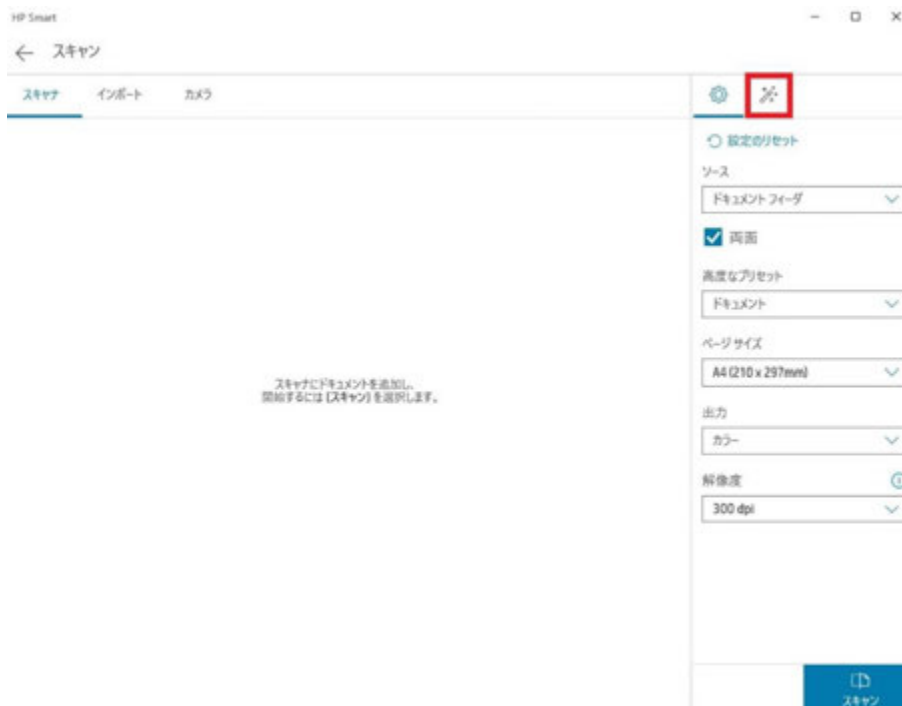 HP Smart
スキャン
スキャナ インポート カメラ
設定のリセット
ソース
ドキュメント フィーダ
両面
高度なプリセット
ドキュメント
ページ サイズ
A4 (210 x 297mm)
出力
カラー
解像度
300 dpi
スキャナにドキュメントを追加し、
開始するには [スキャン] を選択します。
スキャン